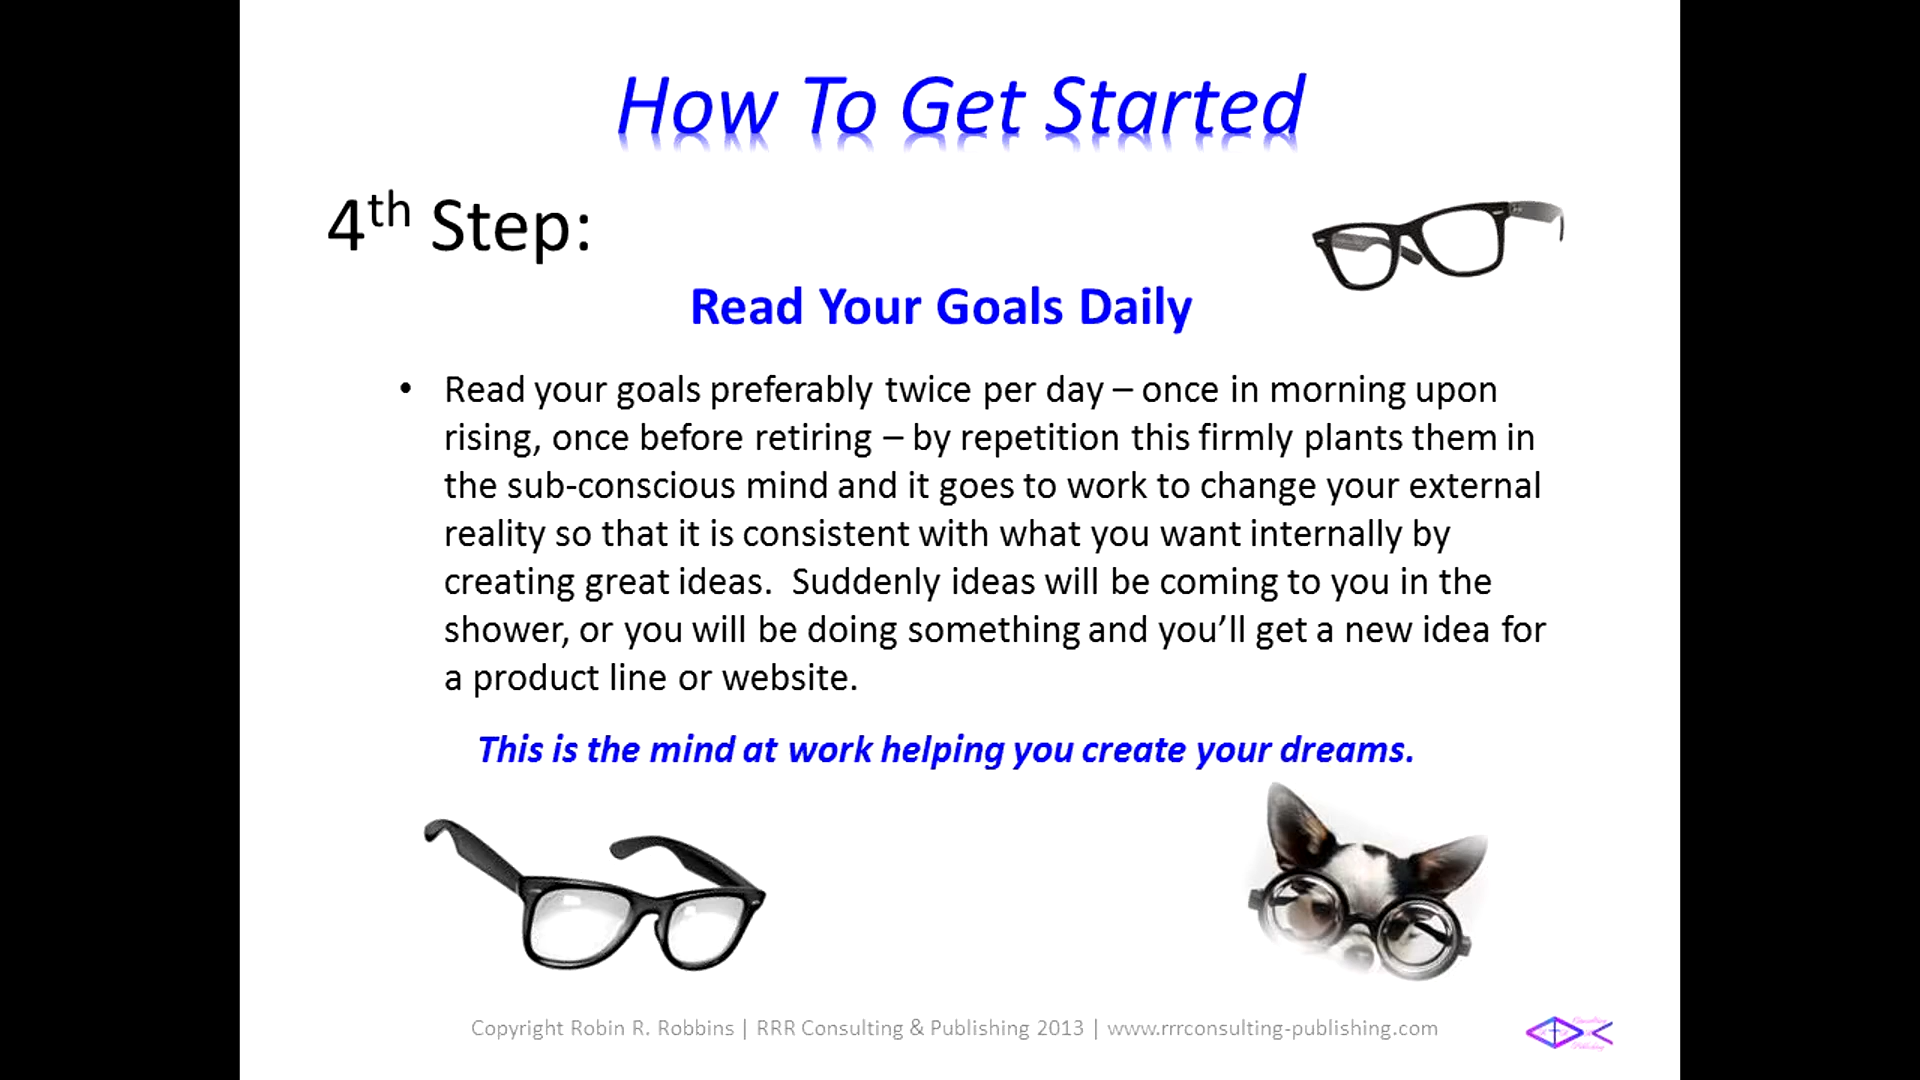 How To Get Started
4th Step:
Read Your Goals Daily
• Read your goals preferably twice per day – once in morning upon
rising, once before retiring – by repetition this firmly plants them in
the sub-conscious mind and it goes to work to change your external
reality so that it is consistent with what you want internally by
creating great ideas.  Suddenly ideas will be coming to you in the
shower, or you will be doing something and you’ll get a new idea for
a product line or website.
This is the mind at work helping you create your dreams.
Copyright Robin R. Robbins | RRR Consulting & Publishing 2013 | www.rrrconsulting-publishing.com
Consulting
Publishing